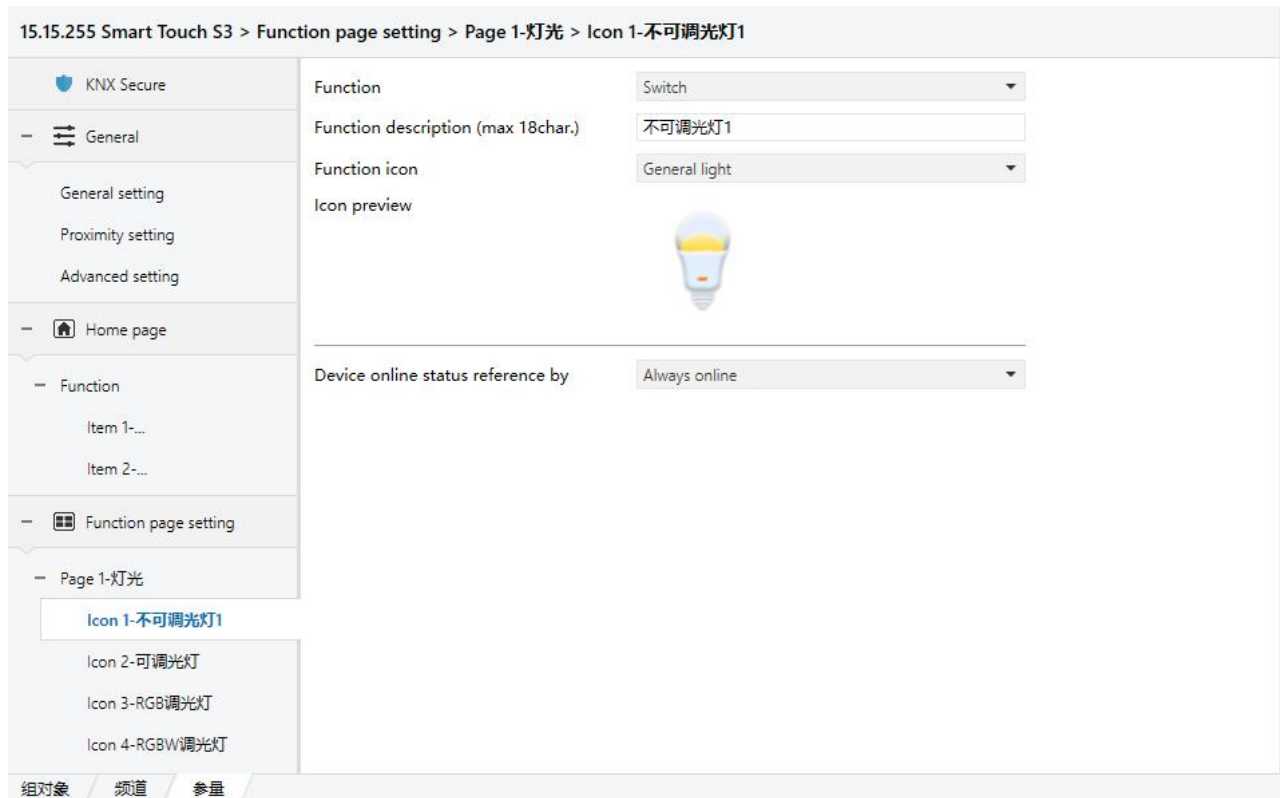 15.15.255 Smart Touch S3 > Function page setting > Page 1-灯光 > Icon 1-不可调光灯1
KNX Secure
General
General setting
Proximity setting
Advanced setting
Home page
Function
Item 1-...
Item 2-...
Function page setting
Page 1-灯光
Icon 1-不可调光灯1
Icon 2-可调光灯
Icon 3-RGB调光灯
Icon 4-RGBW调光灯
Function Switch
Function description (max 18char.) 不可调光灯1
Function icon General light
Icon preview
Device online status reference by Always online
组对象 频道 参量